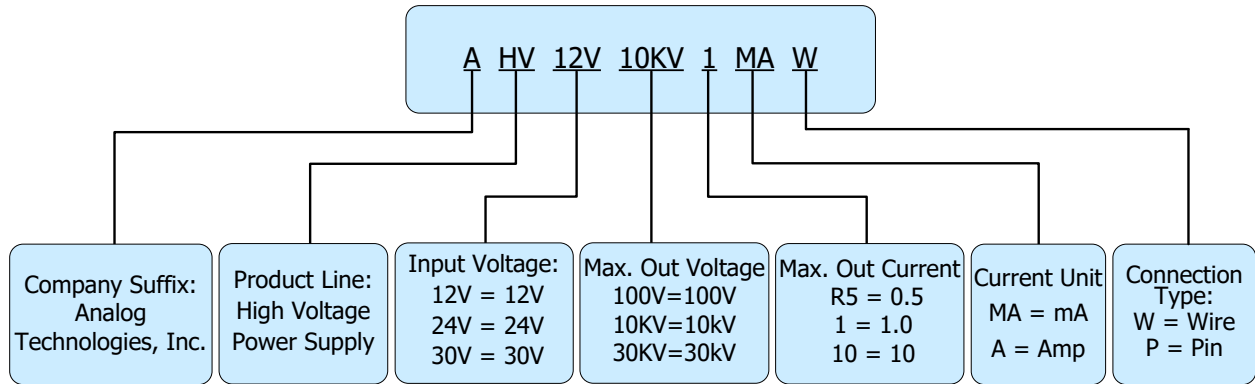 A HV 12V 10KV 1 MA W
Company Suffix:
Analog
Technologies, Inc.
Product Line:
High Voltage
Power Supply
Input Voltage:
12V = 12V
24V = 24V
30V = 30V
Max. Out Voltage
100V=100V
10KV=10kV
30KV=30kV
Max. Out Current
R5 = 0.5
1 = 1.0
10 = 10
Current Unit
MA = mA
A = Amp
Connection
Type:
W = Wire
P = Pin